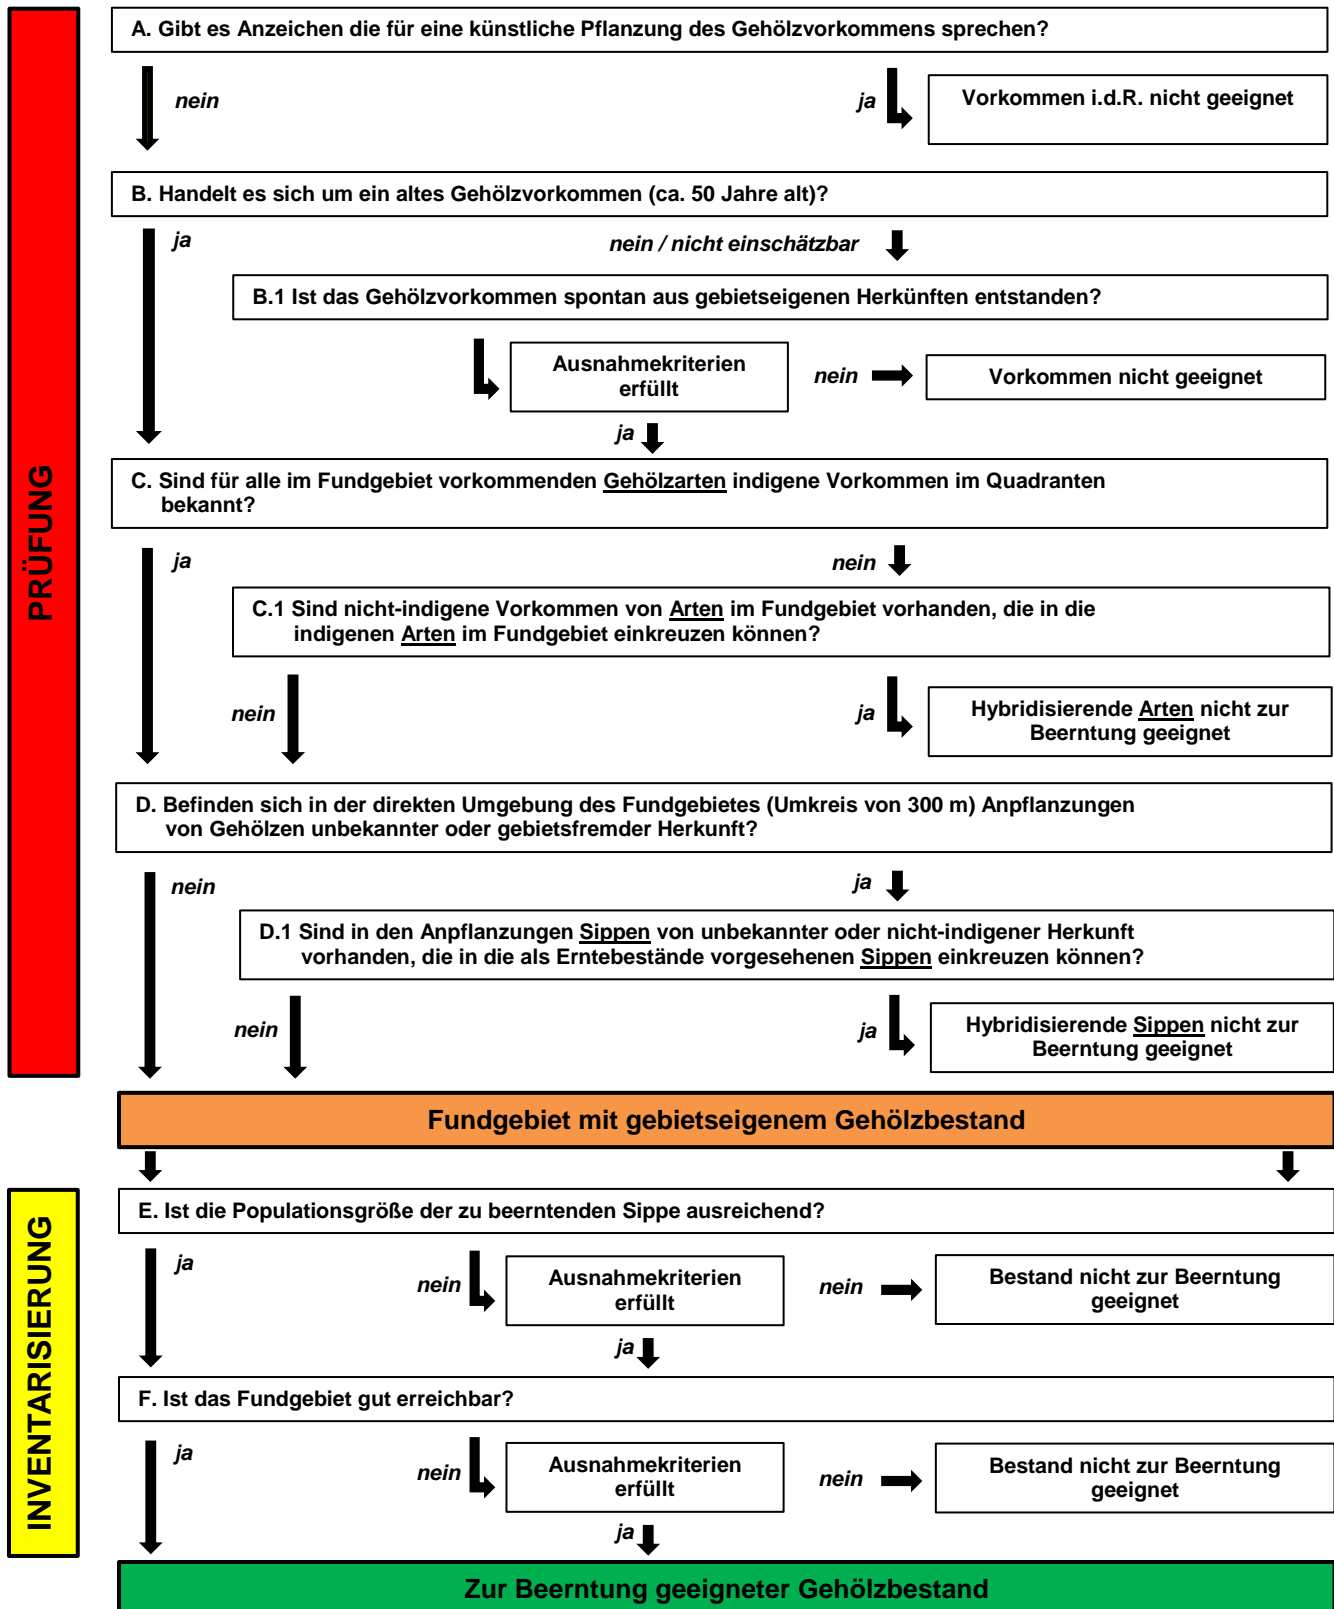 PRÜFUNG
A. Gibt es Anzeichen die für eine künstliche Pflanzung des Gehölzvorkommens sprechen?
nein
ja
Vorkommen i.d.R. nicht geeignet
B. Handelt es sich um ein altes Gehölzvorkommen (ca. 50 Jahre alt)?
ja
nein / nicht einschätzbar
B.1 Ist das Gehölzvorkommen spontan aus gebietseigenen Herkünften entstanden?
Ausnahmekriterien
erfüllt
nein
Vorkommen nicht geeignet
ja
C. Sind für alle im Fundgebiet vorkommenden Gehölzarten indigene Vorkommen im Quadranten
bekannt?
ja
nein
C.1 Sind nicht-indigene Vorkommen von Arten im Fundgebiet vorhanden, die in die
indigenen Arten im Fundgebiet einkreuzen können?
nein
ja
Hybridisierende Arten nicht zur
Beerntung geeignet
D. Befinden sich in der direkten Umgebung des Fundgebietes (Umkreis von 300 m) Anpflanzungen
von Gehölzen unbekannter oder gebietsfremder Herkunft?
nein
ja
D.1 Sind in den Anpflanzungen Sippen von unbekannter oder nicht-indigener Herkunft
vorhanden, die in die als Erntebestände vorgesehenen Sippen einkreuzen können?
nein
ja
Hybridisierende Sippen nicht zur
Beerntung geeignet
Fundgebiet mit gebietseigenem Gehölzbestand
INVENTARISIERUNG
E. Ist die Populationsgröße der zu beerntenden Sippe ausreichend?
ja
nein
Ausnahmekriterien
erfüllt
nein
Bestand nicht zur Beerntung
geeignet
ja
F. Ist das Fundgebiet gut erreichbar?
ja
nein
Ausnahmekriterien
erfüllt
nein
Bestand nicht zur Beerntung
geeignet
ja
Zur Beerntung geeigneter Gehölzbestand